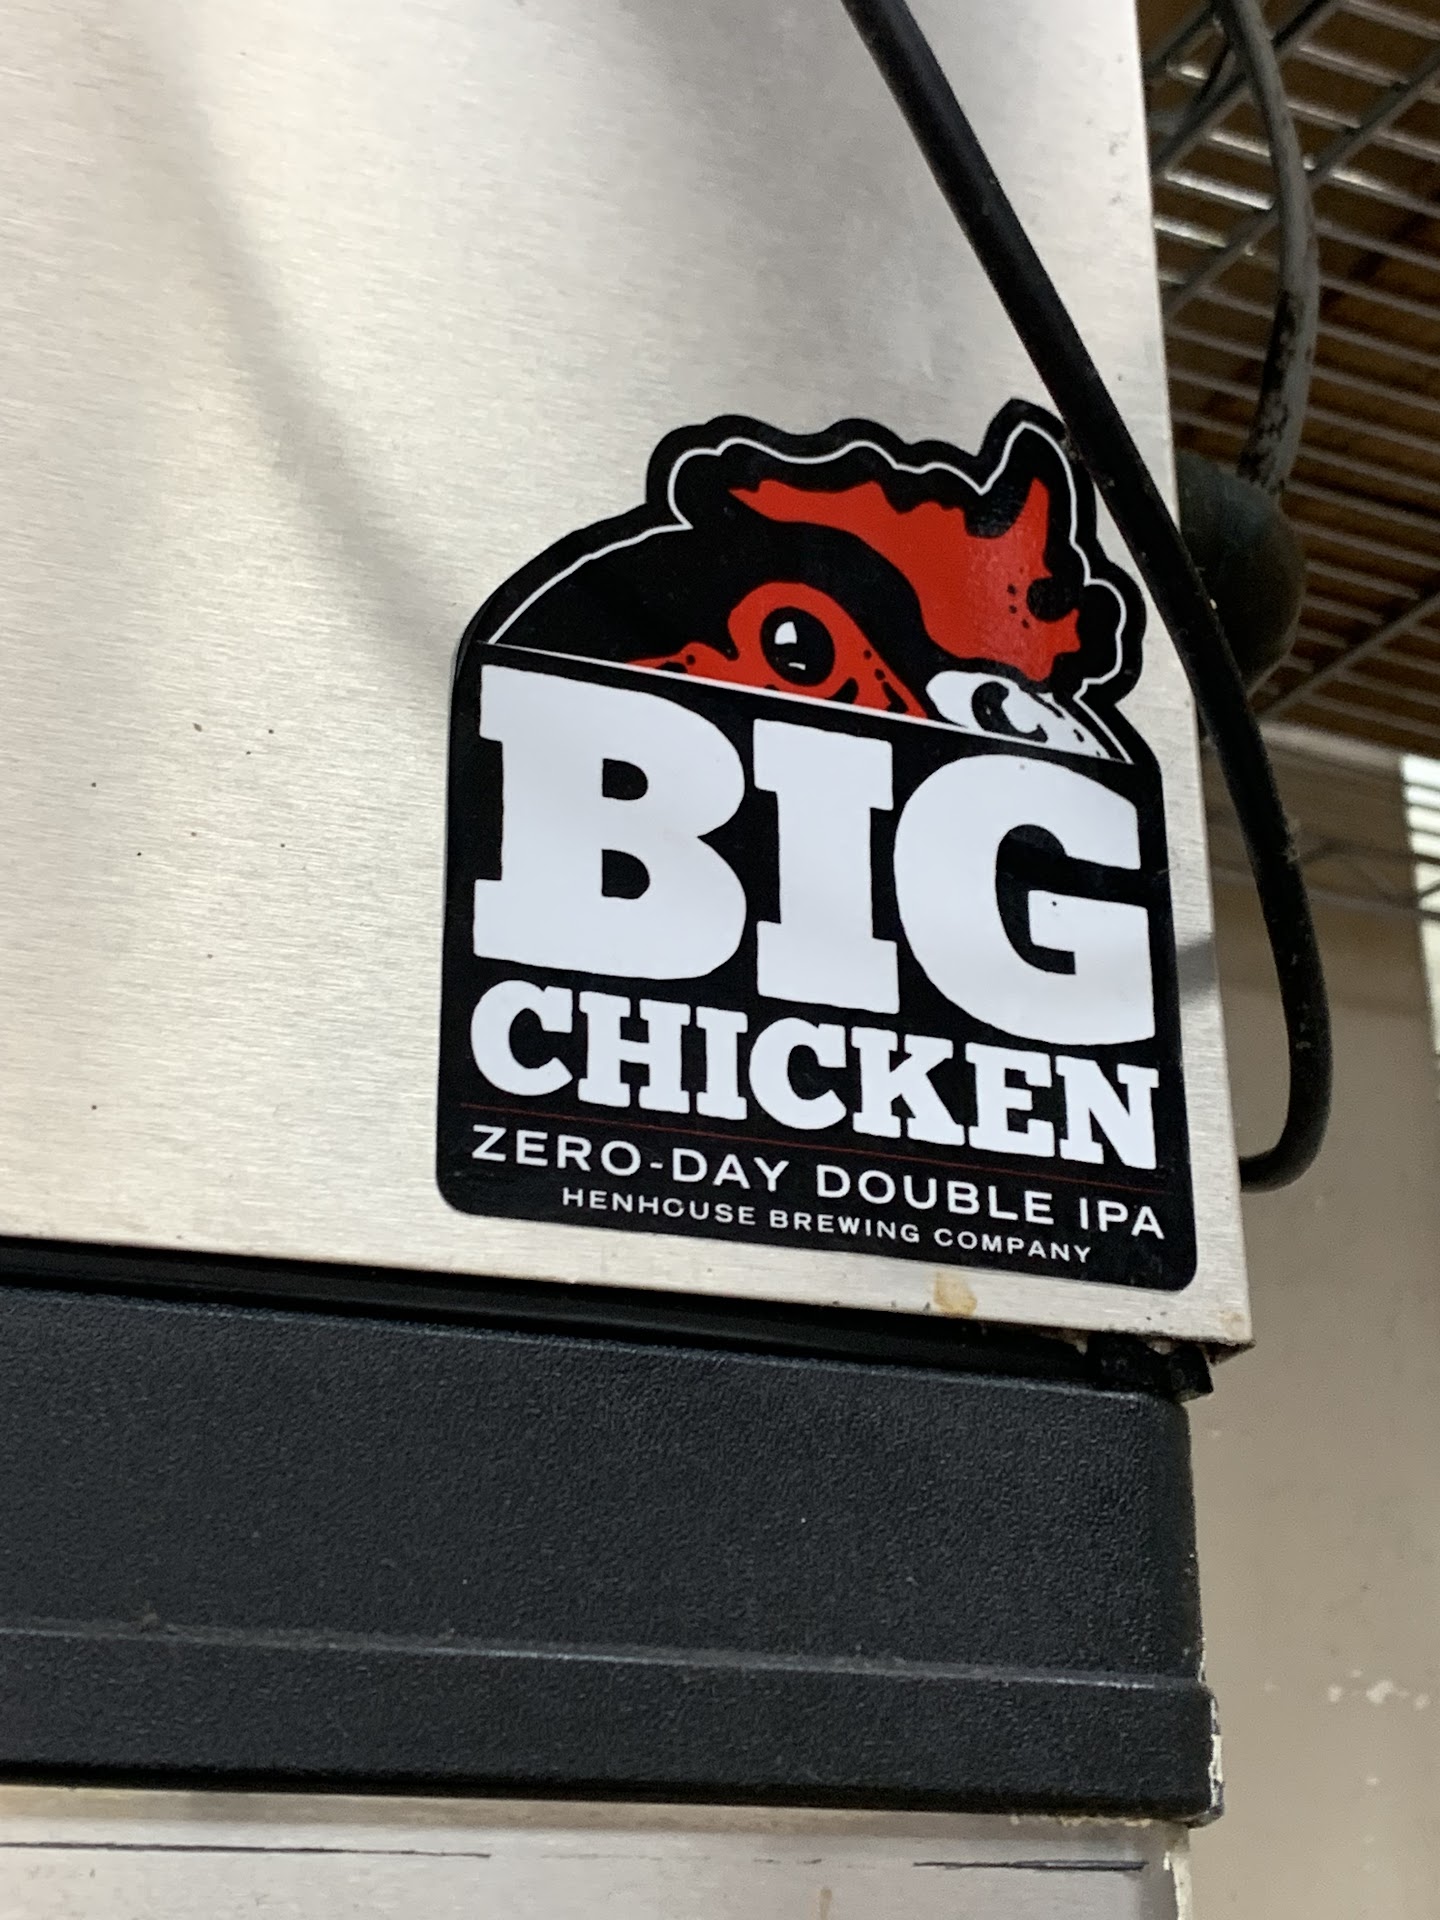 BIG
CHICKEN
ZERO-DAY DOUBLE IPA
HENHOUSE BREWING COMPANY